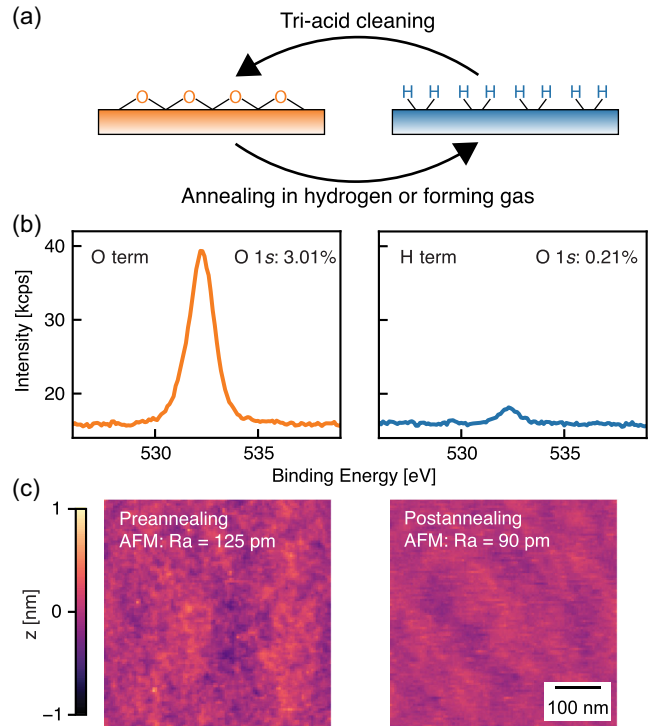 (a)
Tri-acid cleaning
O O O O
H H H H H H H H
Annealing in hydrogen or forming gas
(b)
O term O 1s: 3.01%
H term O 1s: 0.21%
Intensity [kcps]
40
30
20
530 535
530 535
Binding Energy [eV]
(c)
z [nm]
1
0
−1
Preannealing
AFM: Ra = 125 pm
Postannealing
AFM: Ra = 90 pm
100 nm